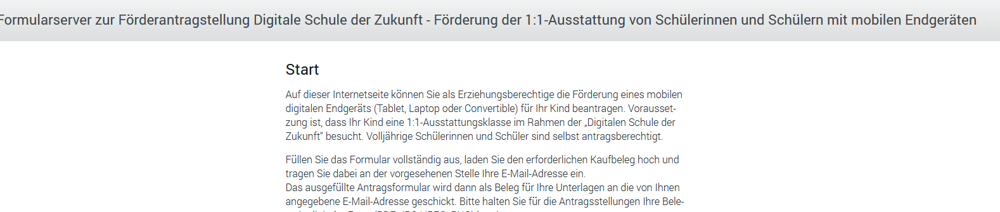 Formularserver zur Förderantragstellung Digitale Schule der Zukunft - Förderung der 1:1-Ausstattung von Schülerinnen und Schülern mit mobilen Endgeräten
Start
Auf dieser Internetseite können Sie als Erziehungsberechtige die Förderung eines mobilen
digitalen Endgeräts (Tablet, Laptop oder Convertible) für Ihr Kind beantragen. Vorausset-
zung ist, dass Ihr Kind eine 1:1-Ausstattungsklasse im Rahmen der „Digitalen Schule der
Zukunft“ besucht. Volljährige Schülerinnen und Schüler sind selbst antragsberechtigt.
Füllen Sie das Formular vollständig aus, laden Sie den erforderlichen Kaufbeleg hoch und
tragen Sie dabei an der vorgesehenen Stelle Ihre E-Mail-Adresse ein.
Das ausgefüllte Antragsformular wird dann als Beleg für Ihre Unterlagen an die von Ihnen
angegebene E-Mail-Adresse geschickt. Bitte halten Sie für die Antragsstellungen Ihre Bele-